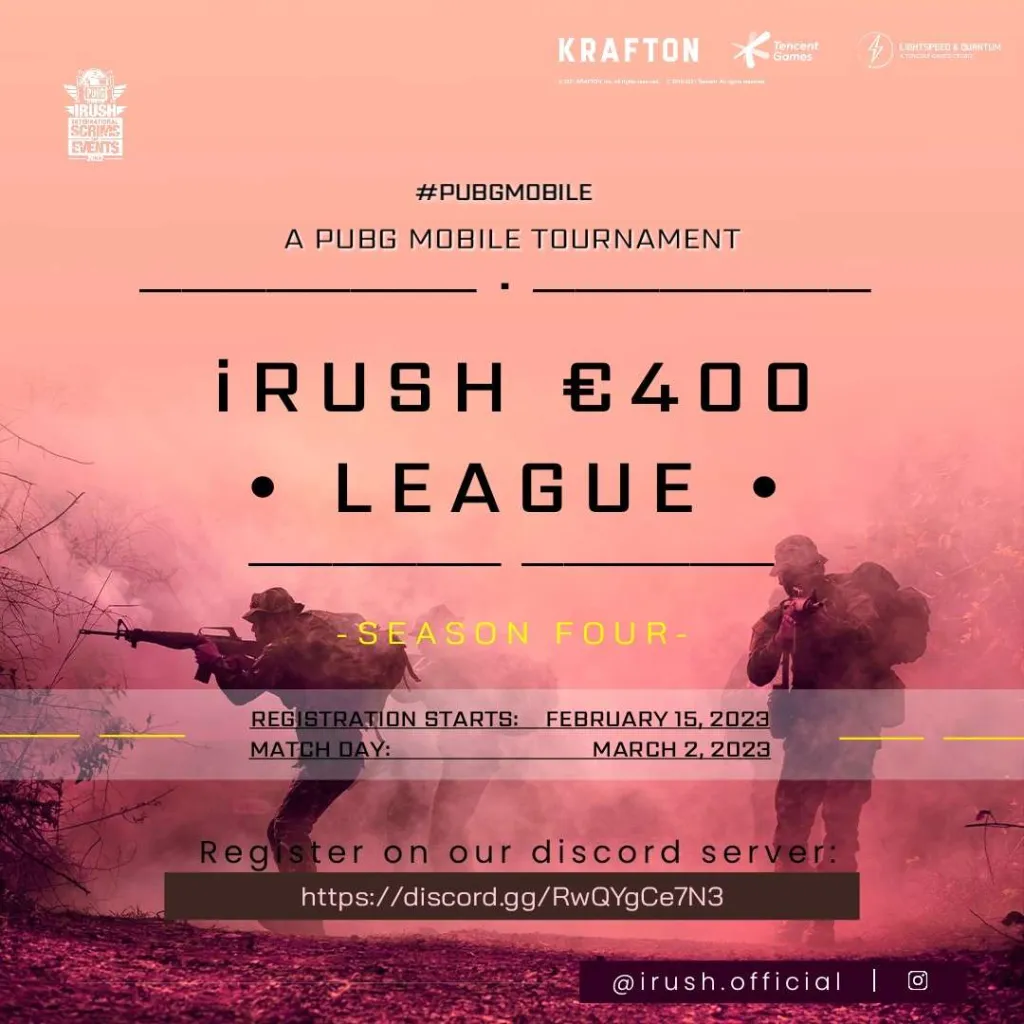 KRAFTON
Tencent
Games
LIGHTSPEED & QUANTUM
PUBG
IRUSH
INTERNATIONAL
SCRIMS
EVENTS
#PUBGMOBILE
A PUBG MOBILE TOURNAMENT
iRUSH €400
• LEAGUE •
-SEASON FOUR-
REGISTRATION STARTS: FEBRUARY 15, 2023
MATCH DAY: MARCH 2, 2023
Register on our discord server:
https://discord.gg/RwQYgCe7N3
@irush.official |